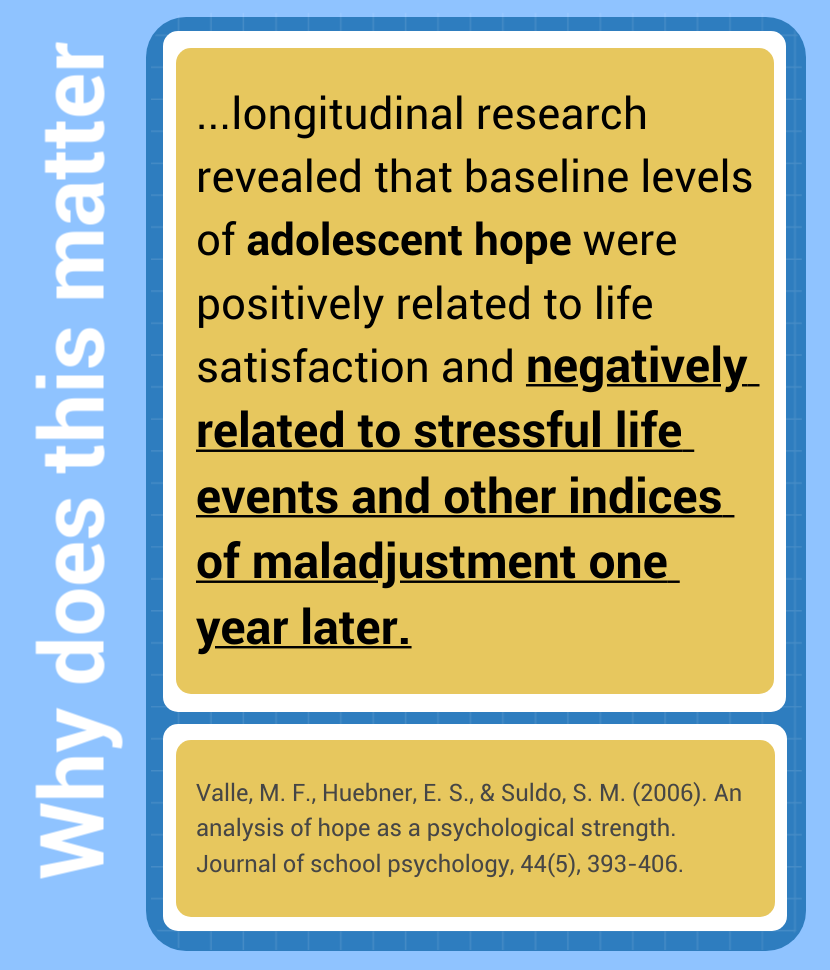 Why does this matter
...longitudinal research
revealed that baseline levels
of adolescent hope were
positively related to life
satisfaction and negatively
related to stressful life
events and other indices
of maladjustment one
year later.
Valle, M. F., Huebner, E. S., & Suldo, S. M. (2006). An
analysis of hope as a psychological strength.
Journal of school psychology, 44(5), 393-406.